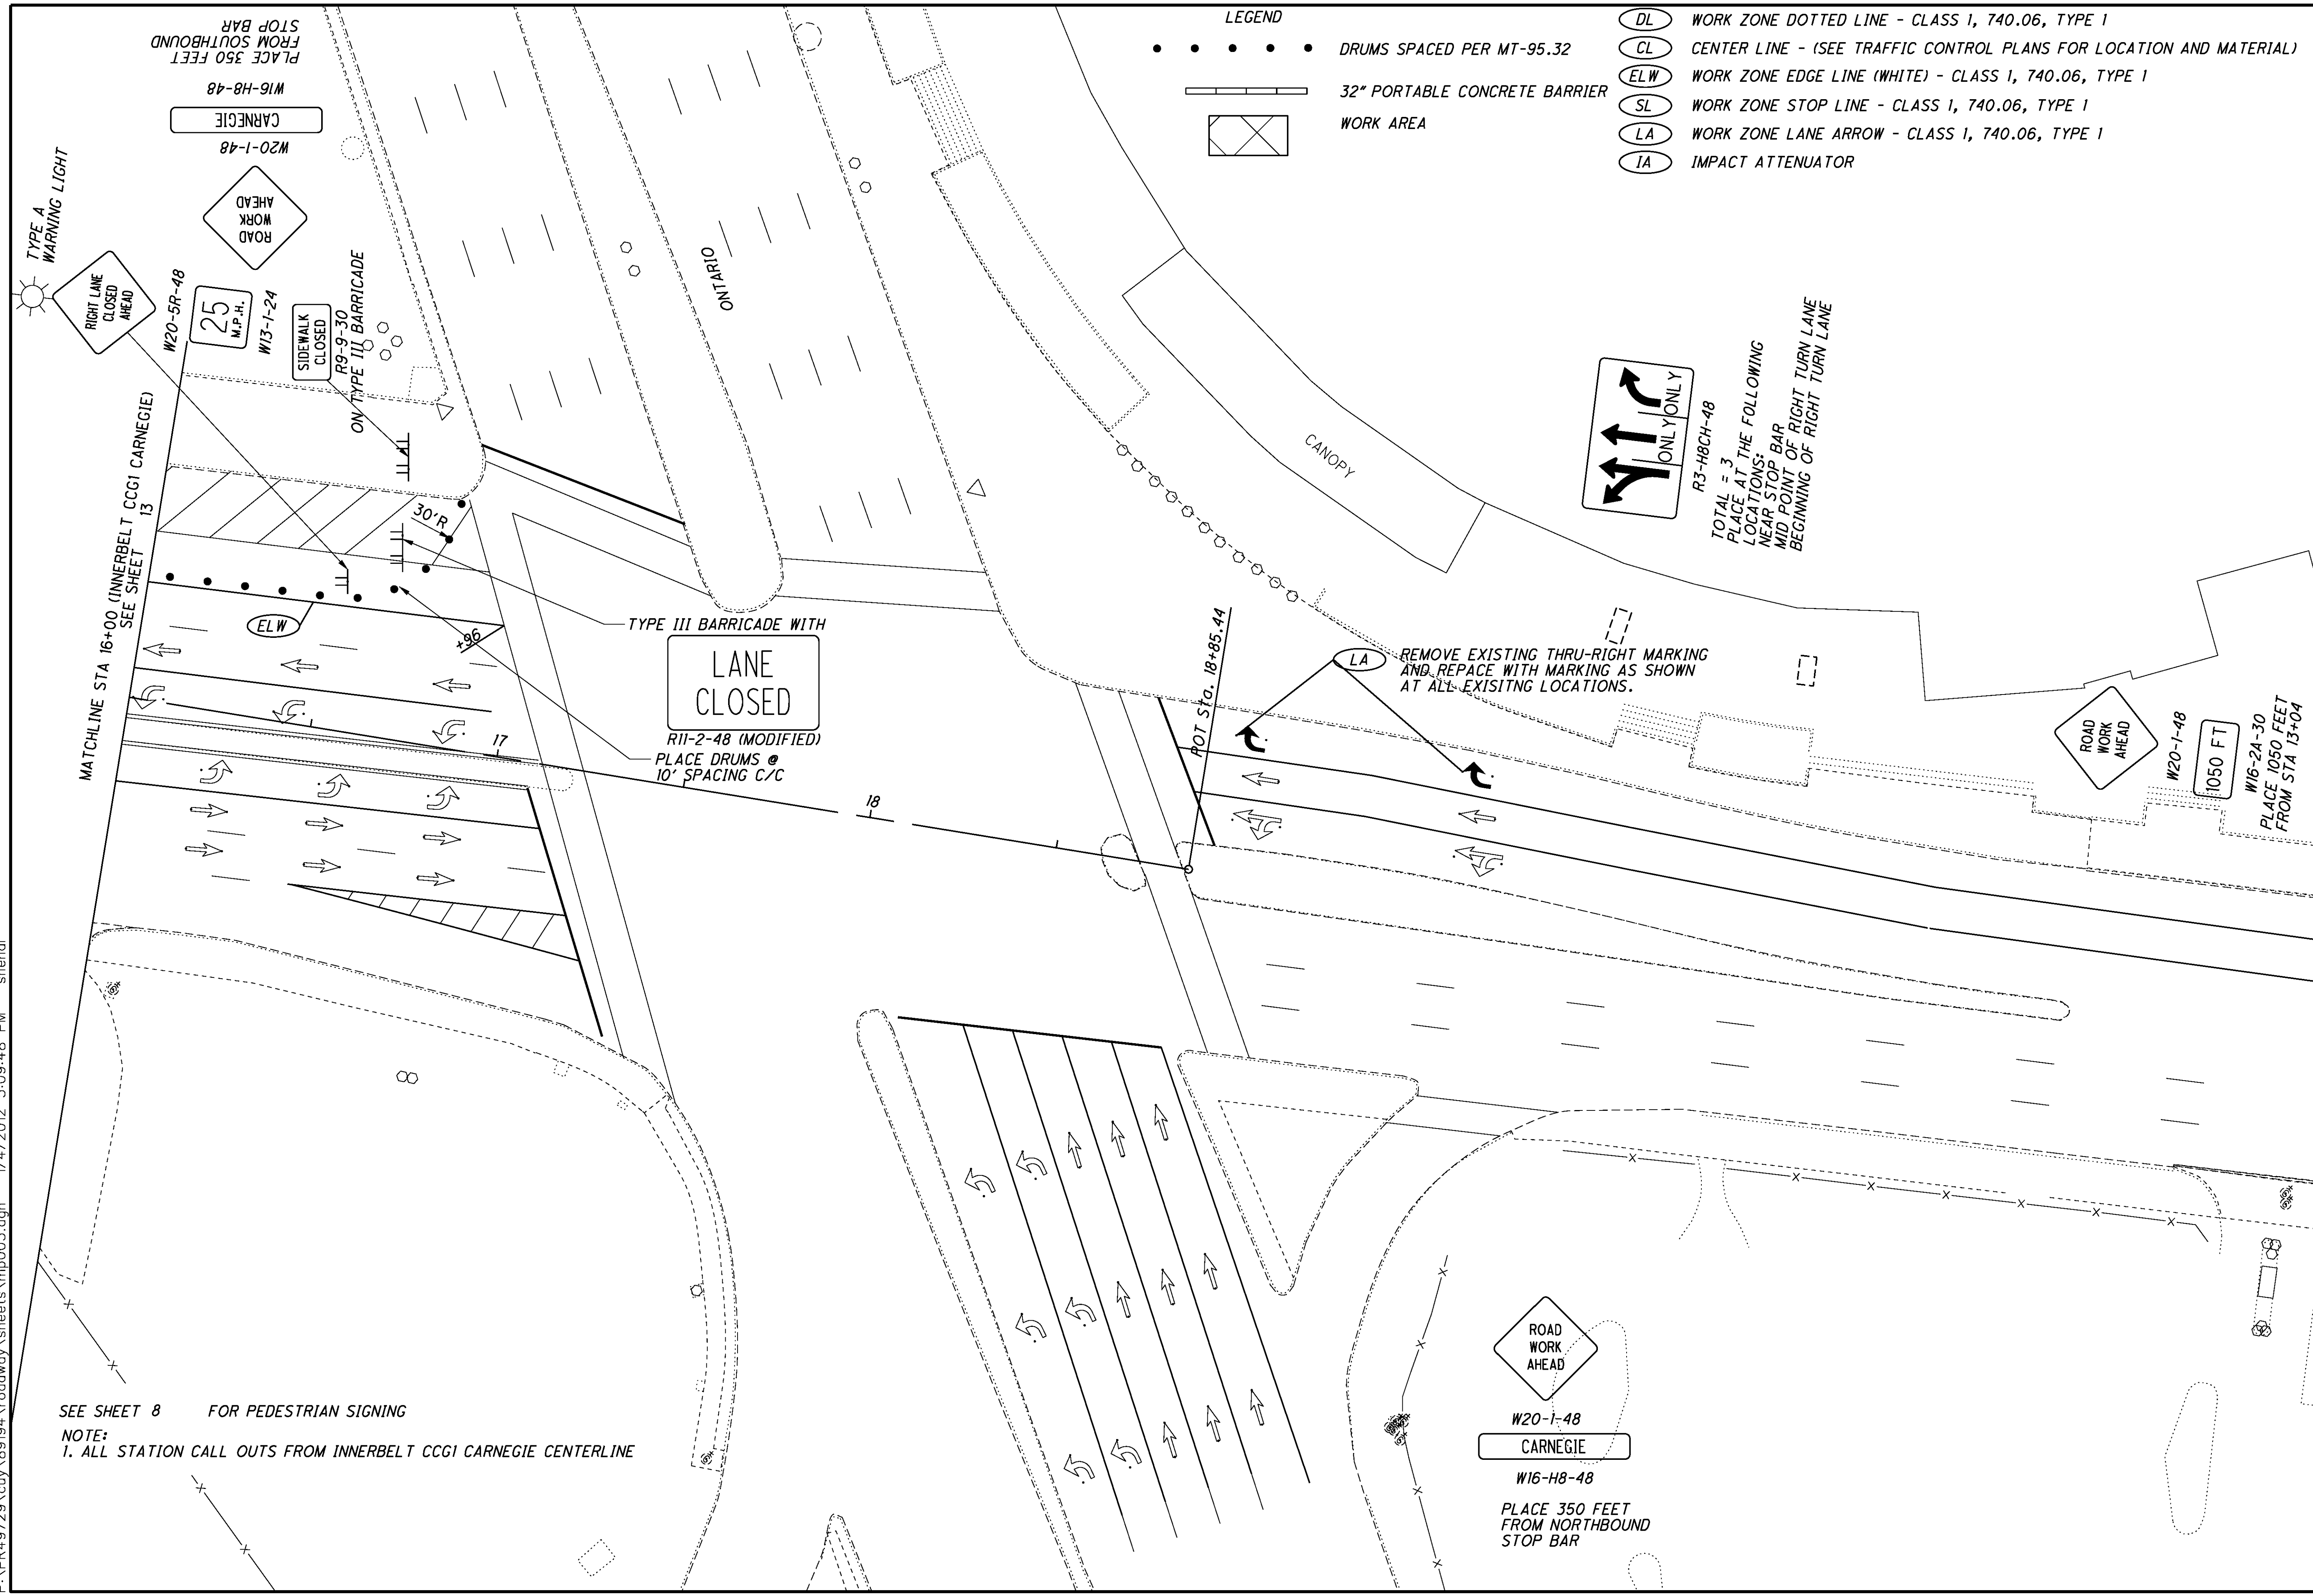 PLACE 350 FEET
FROM SOUTHBOUND
STOP BAR
W16-H8-48
CARNEGIE
W20-1-48
ROAD
WORK
AHEAD
TYPE A
WARNING LIGHT
RIGHT LANE
CLOSED
AHEAD
W20-5R-48
25
M.P.H.
W13-1-24
SIDEWALK
CLOSED
R9-9-30
ON TYPE III BARRICADE
ONTARIO
LEGEND
DRUMS SPACED PER MT-95.32
32" PORTABLE CONCRETE BARRIER
WORK AREA
DL WORK ZONE DOTTED LINE - CLASS 1, 740.06, TYPE 1
CL CENTER LINE - (SEE TRAFFIC CONTROL PLANS FOR LOCATION AND MATERIAL)
ELW WORK ZONE EDGE LINE (WHITE) - CLASS 1, 740.06, TYPE 1
SL WORK ZONE STOP LINE - CLASS 1, 740.06, TYPE 1
LA WORK ZONE LANE ARROW - CLASS 1, 740.06, TYPE 1
IA IMPACT ATTENUATOR
CANOPY
ONLY ONLY
R3-H8CH-48
TOTAL = 3
PLACE AT THE FOLLOWING
LOCATIONS:
NEAR STOP BAR
MID POINT OF RIGHT TURN LANE
BEGINNING OF RIGHT TURN LANE
MATCHLINE STA 16+00 (INNERBELT CCG1 CARNEGIE)
SEE SHEET 13
30'R
ELW
+96
TYPE III BARRICADE WITH
LANE
CLOSED
R11-2-48 (MODIFIED)
PLACE DRUMS @
10' SPACING C/C
17
18
POT Sta. 18+85.44
LA
REMOVE EXISTING THRU-RIGHT MARKING
AND REPACE WITH MARKING AS SHOWN
AT ALL EXISITNG LOCATIONS.
ROAD
WORK
AHEAD
W20-1-48
1050 FT
W16-2A-30
PLACE 1050 FEET
FROM STA 13+04
ROAD
WORK
AHEAD
W20-1-48
CARNEGIE
W16-H8-48
PLACE 350 FEET
FROM NORTHBOUND
STOP BAR
SEE SHEET 8 FOR PEDESTRIAN SIGNING
NOTE:
1. ALL STATION CALL OUTS FROM INNERBELT CCG1 CARNEGIE CENTERLINE